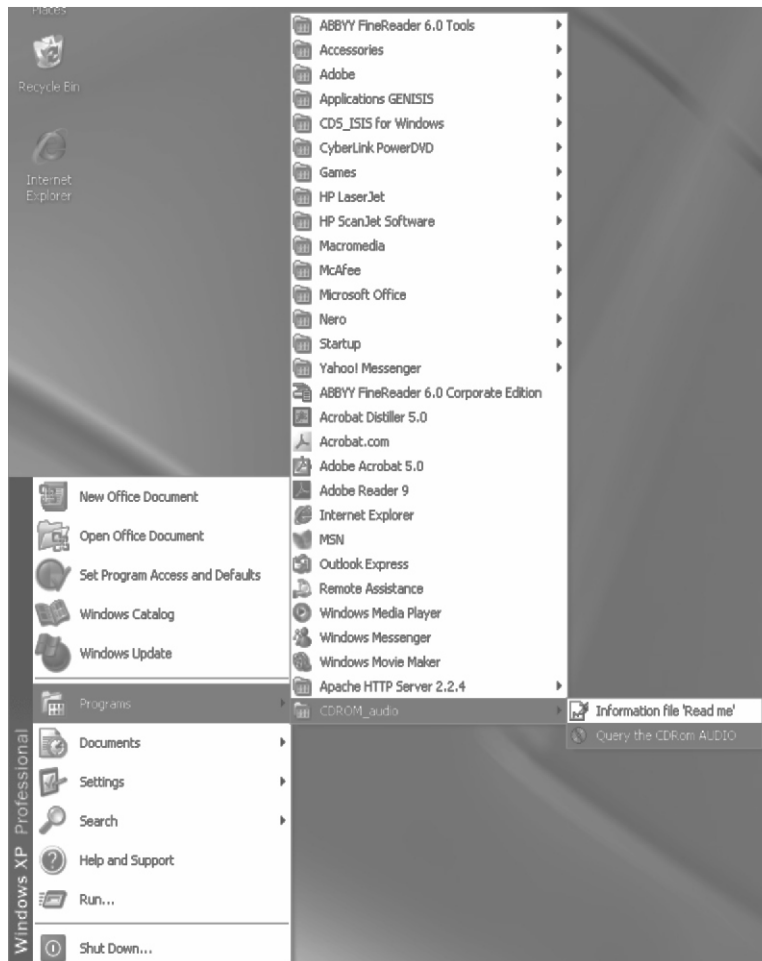 Places
Recycle Bin
Internet
Explorer
ABBYY FineReader 6.0 Tools
Accessories
Adobe
Applications GENISIS
CDS_ISIS for Windows
CyberLink PowerDVD
Games
HP LaserJet
HP ScanJet Software
Macromedia
McAfee
Microsoft Office
Nero
Startup
Yahoo! Messenger
ABBYY FineReader 6.0 Corporate Edition
Acrobat Distiller 5.0
Acrobat.com
Adobe Acrobat 5.0
Adobe Reader 9
Internet Explorer
MSN
Outlook Express
Remote Assistance
Windows Media Player
Windows Messenger
Windows Movie Maker
Apache HTTP Server 2.2.4
CDROM_audio
Information file 'Read me'
Query the CDRom AUDIO
New Office Document
Open Office Document
Set Program Access and Defaults
Windows Catalog
Windows Update
Programs
Documents
Settings
Search
Help and Support
Run...
Shut Down...
Windows XP Professional